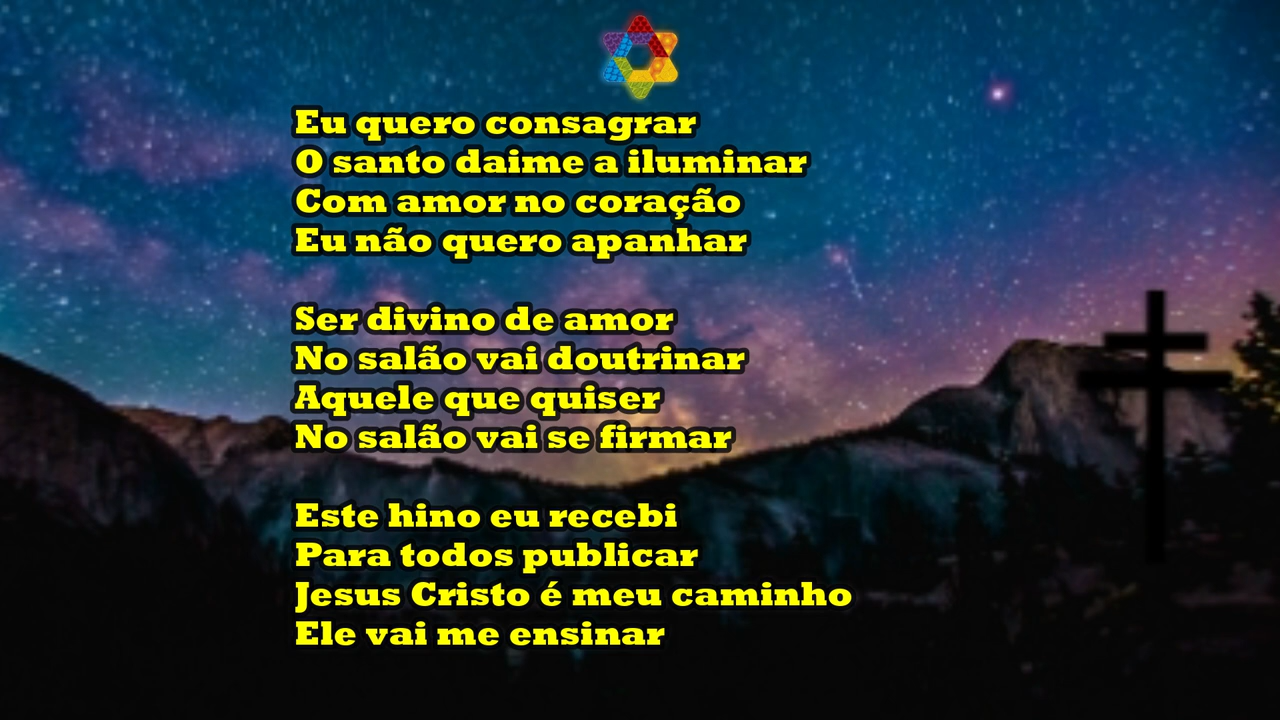 Eu quero consagrar
O santo daime a iluminar
Com amor no coração
Eu não quero apanhar
Ser divino de amor
No salão vai doutrinar
Aquele que quiser
No salão vai se firmar
Este hino eu recebi
Para todos publicar
Jesus Cristo é meu caminho
Ele vai me ensinar